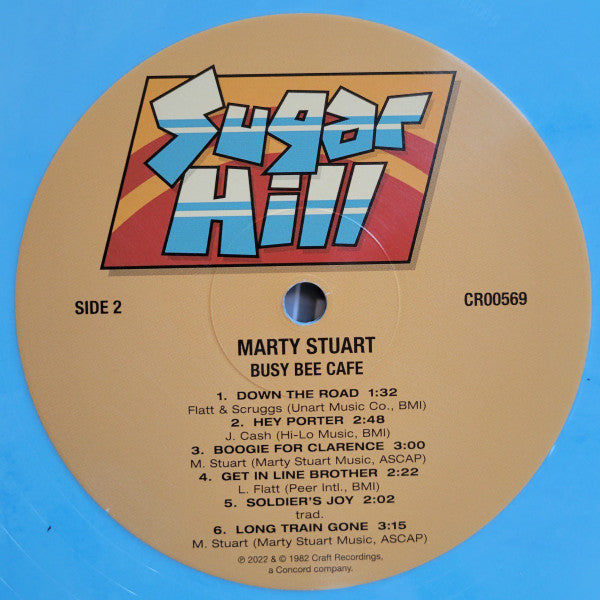 Sugar
Hill
SIDE 2
CR00569
MARTY STUART
BUSY BEE CAFE
1. DOWN THE ROAD 1:32
Flatt & Scruggs (Unart Music Co., BMI)
2. HEY PORTER 2:48
J. Cash (Hi-Lo Music, BMI)
3. BOOGIE FOR CLARENCE 3:00
M. Stuart (Marty Stuart Music, ASCAP)
4. GET IN LINE BROTHER 2:22
L. Flatt (Peer Intl., BMI)
5. SOLDIER'S JOY 2:02
trad.
6. LONG TRAIN GONE 3:15
M. Stuart (Marty Stuart Music, ASCAP)
℗ 2022 & © 1982 Craft Recordings,
a Concord company.